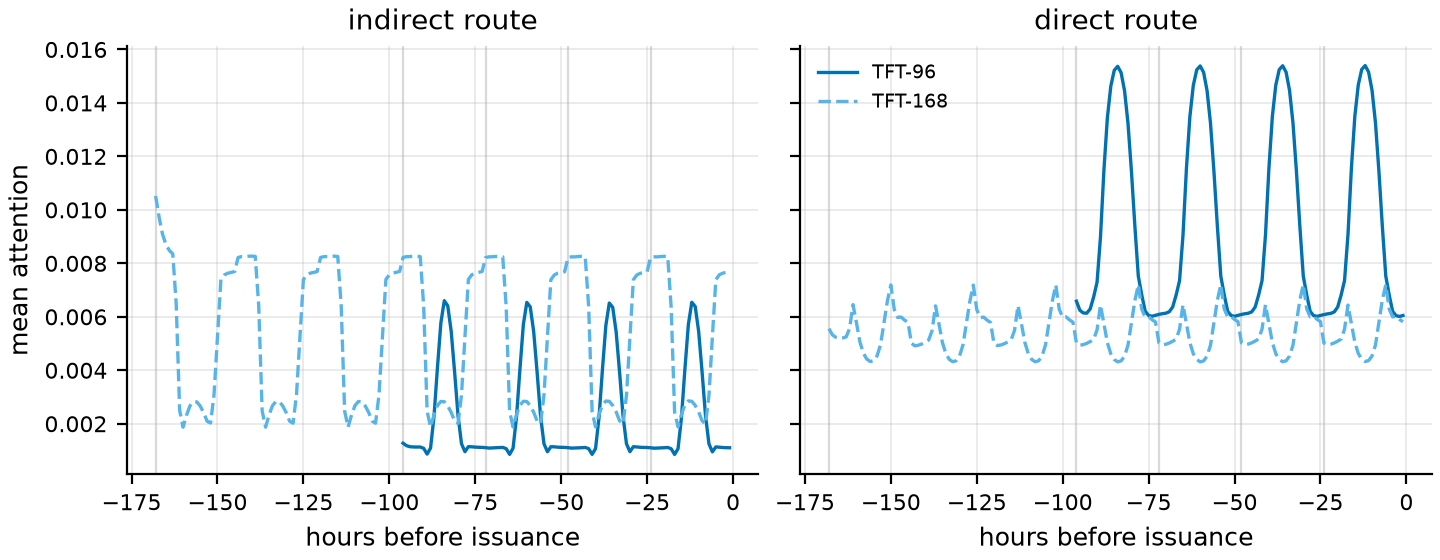 indirect route
direct route
0.016
0.014
0.012
0.010
0.008
0.006
0.004
0.002
mean attention
TFT-96
TFT-168
−175 −150 −125 −100 −75 −50 −25 0
−175 −150 −125 −100 −75 −50 −25 0
hours before issuance
hours before issuance